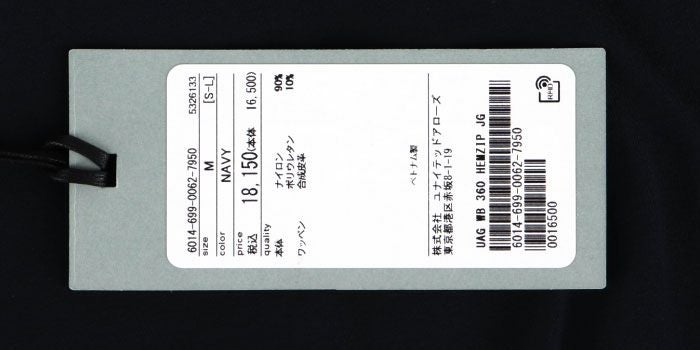 6014-699-0062-7950 5326133
size M [S-L]
color NAVY
price
税込 18,150(本体 16,500)
quality
本体 ナイロン 90%
ポリウレタン 10%
ワッペン 合成皮革
ベトナム製
株式会社 ユナイテッドアローズ
東京都港区赤坂8-1-19
UAG WB 360 HEMZIP JG
6014-699-0062-7950
0016500
RFID